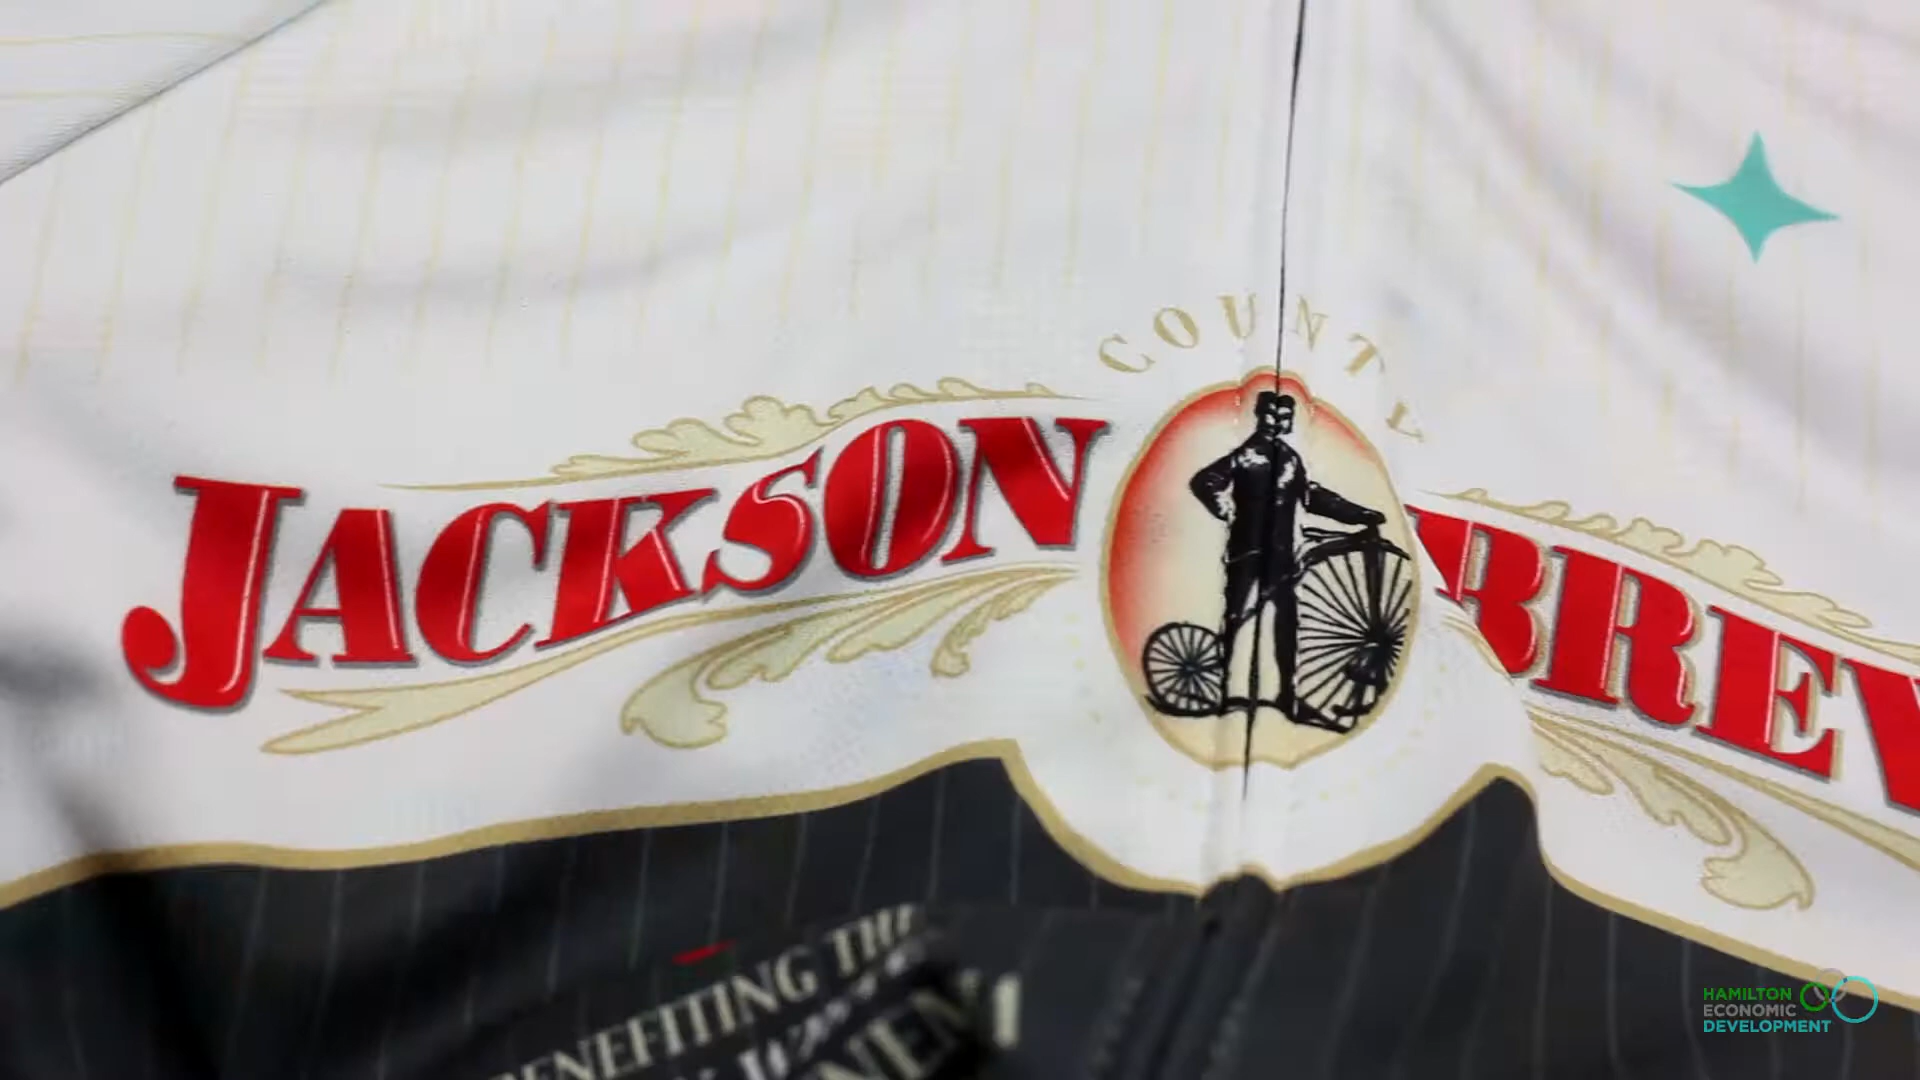 COUNTY
JACKSON
BREW
BENEFITING THE
HAMILTON
ECONOMIC
DEVELOPMENT